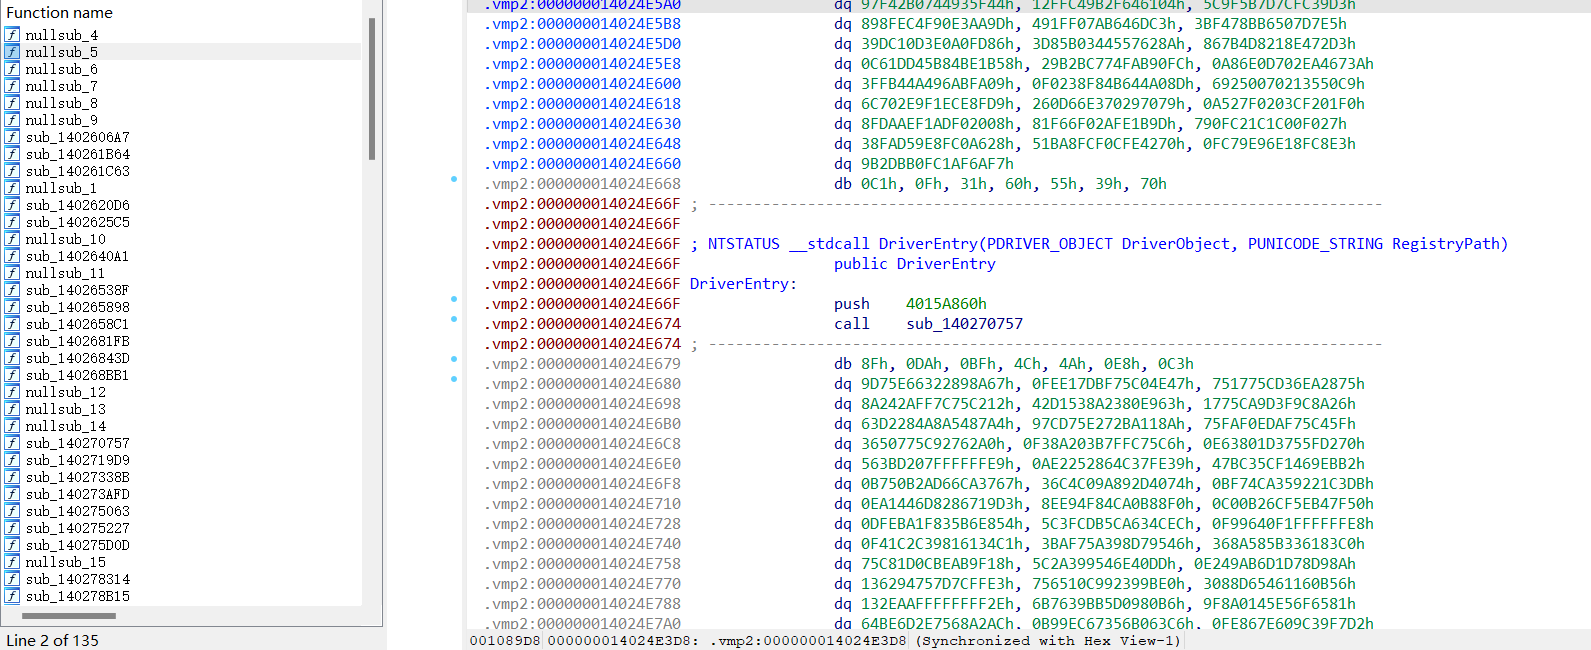 Function name
nullsub_4
nullsub_5
nullsub_6
nullsub_7
nullsub_8
nullsub_9
sub_1402606A7
sub_140261B64
sub_140261C63
nullsub_1
sub_1402620D6
sub_1402625C5
nullsub_10
sub_1402640A1
nullsub_11
sub_14026538F
sub_140265898
sub_1402658C1
sub_1402681FB
sub_14026843D
sub_140268BB1
nullsub_12
nullsub_13
nullsub_14
sub_140270757
sub_1402719D9
sub_14027338B
sub_140273AFD
sub_140275063
sub_140275227
sub_140275D0D
nullsub_15
sub_140278314
sub_140278B15
Line 2 of 135
.vmp2:000000014024E5A0 dq 97F42B0744935F44h, 12FFC49B2F646104h, 5C9F5B7D7CFC39D3h
.vmp2:000000014024E5B8 dq 898FEC4F90E3AA9Dh, 491FF07AB646DC3h, 3BF478BB6507D7E5h
.vmp2:000000014024E5D0 dq 39DC10D3E0A0FD86h, 3D85B0344557628Ah, 867B4D8218E472D3h
.vmp2:000000014024E5E8 dq 0C61DD45B84BE1B58h, 29B2BC774FAB90FCh, 0A86E0D702EA4673Ah
.vmp2:000000014024E600 dq 3FFB44A496ABFA09h, 0F0238F84B644A08Dh, 69250070213550C9h
.vmp2:000000014024E618 dq 6C702E9F1ECE8FD9h, 260D66E370297079h, 0A527F0203CF201F0h
.vmp2:000000014024E630 dq 8FDAAEF1ADF02008h, 81F66F02AFE1B9Dh, 790FC21C1C00F027h
.vmp2:000000014024E648 dq 38FAD59E8FC0A628h, 51BA8FCF0CFE4270h, 0FC79E96E18FC8E3h
.vmp2:000000014024E660 dq 9B2DBB0FC1AF6AF7h
.vmp2:000000014024E668 db 0C1h, 0Fh, 31h, 60h, 55h, 39h, 70h
.vmp2:000000014024E66F ; ---------------------------------------------------------------------------
.vmp2:000000014024E66F
.vmp2:000000014024E66F ; NTSTATUS __stdcall DriverEntry(PDRIVER_OBJECT DriverObject, PUNICODE_STRING RegistryPath)
.vmp2:000000014024E66F public DriverEntry
.vmp2:000000014024E66F DriverEntry:
.vmp2:000000014024E66F push 4015A860h
.vmp2:000000014024E674 call sub_140270757
.vmp2:000000014024E674 ; ---------------------------------------------------------------------------
.vmp2:000000014024E679 db 8Fh, 0DAh, 0BFh, 4Ch, 4Ah, 0E8h, 0C3h
.vmp2:000000014024E680 dq 9D75E66322898A67h, 0FEE17DBF75C04E47h, 751775CD36EA2875h
.vmp2:000000014024E698 dq 8A242AFF7C75C212h, 42D1538A2380E963h, 1775CA9D3F9C8A26h
.vmp2:000000014024E6B0 dq 63D2284A8A5487A4h, 97CD75E272BA118Ah, 75FAF0EDAF75C45Fh
.vmp2:000000014024E6C8 dq 3650775C92762A0h, 0F38A203B7FFC75C6h, 0E63801D3755FD270h
.vmp2:000000014024E6E0 dq 563BD207FFFFFFE9h, 0AE2252864C37FE39h, 47BC35CF1469EBB2h
.vmp2:000000014024E6F8 dq 0B750B2AD66CA3767h, 36C4C09A892D4074h, 0BF74CA359221C3DBh
.vmp2:000000014024E710 dq 0EA1446D8286719D3h, 8EE94F84CA0B88F0h, 0C00B26CF5EB47F50h
.vmp2:000000014024E728 dq 0DFEBA1F835B6E854h, 5C3FCDB5CA634CECh, 0F99640F1FFFFFFE8h
.vmp2:000000014024E740 dq 0F41C2C39816134C1h, 3BAF75A398D79546h, 368A585B336183C0h
.vmp2:000000014024E758 dq 75C81D0CBEAB9F18h, 5C2A399546E40DDh, 0E249AB6D1D78D98Ah
.vmp2:000000014024E770 dq 136294757D7CFFE3h, 756510C992399BE0h, 3088D65461160B56h
.vmp2:000000014024E788 dq 132EAAFFFFFFFF2Eh, 6B7639BB5D0980B6h, 9F8A0145E56F6581h
.vmp2:000000014024E7A0 dq 64BE6D2E7568A2ACh, 0B99EC67356B063C6h, 0FE867E609C39F7D2h
001089D8 000000014024E3D8: .vmp2:000000014024E3D8 (Synchronized with Hex View-1)